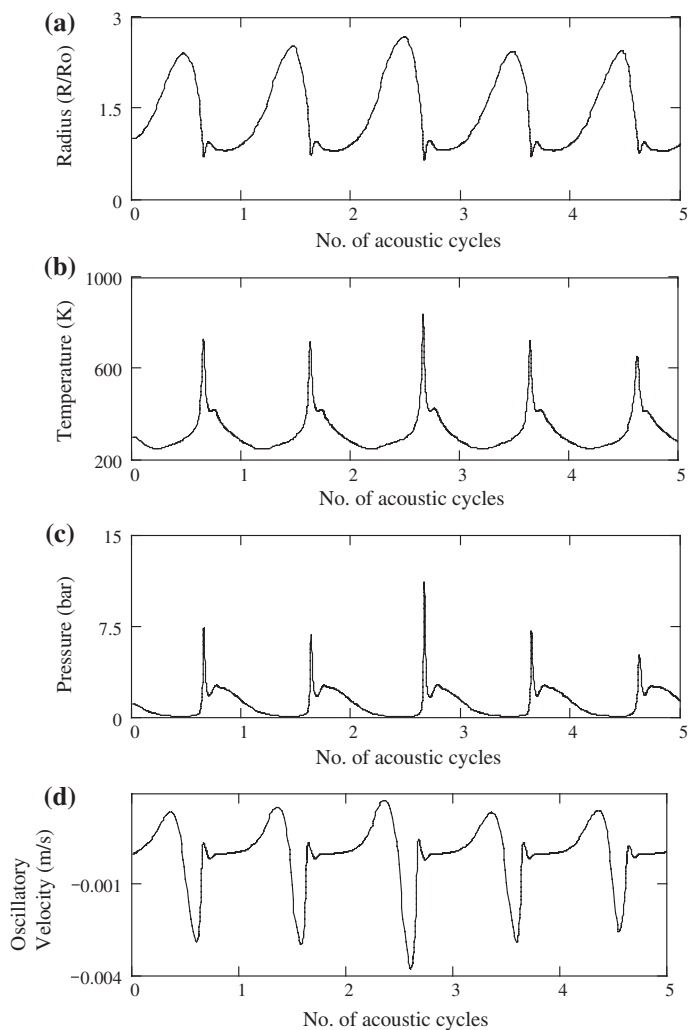 (a)
3
1.5
0
Radius (R/Ro)
0 1 2 3 4 5
No. of acoustic cycles
(b)
1000
600
200
Temperature (K)
0 1 2 3 4 5
No. of acoustic cycles
(c)
15
7.5
0
Pressure (bar)
0 1 2 3 4 5
No. of acoustic cycles
(d)
−0.001
−0.004
Oscillatory
Velocity (m/s)
0 1 2 3 4 5
No. of acoustic cycles